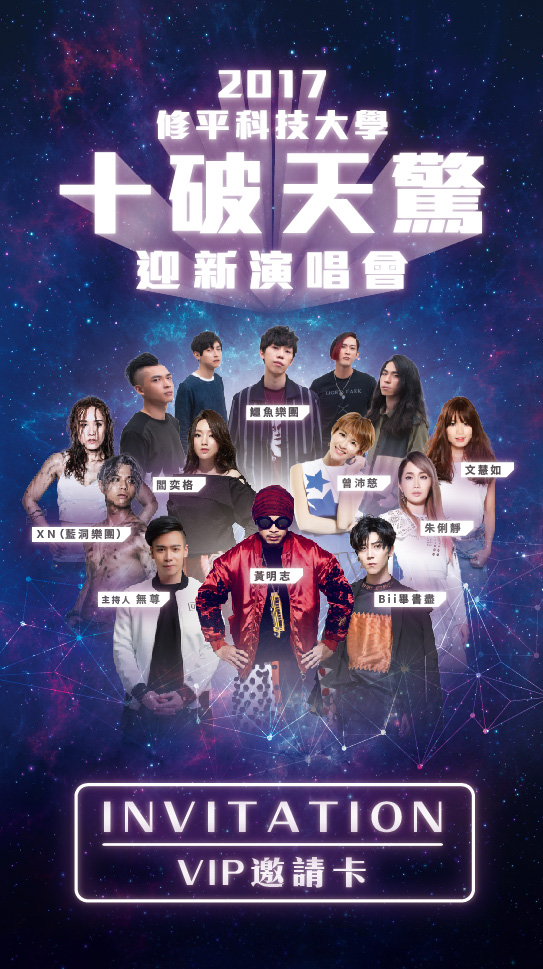 2017
修平科技大學
十破天驚
迎新演唱會
鱷魚樂團
閻奕格
曾沛慈
文慧如
XN(藍洞樂團)
朱俐靜
黃明志
主持人 無尊
Bii畢書盡
INVITATION
VIP邀請卡